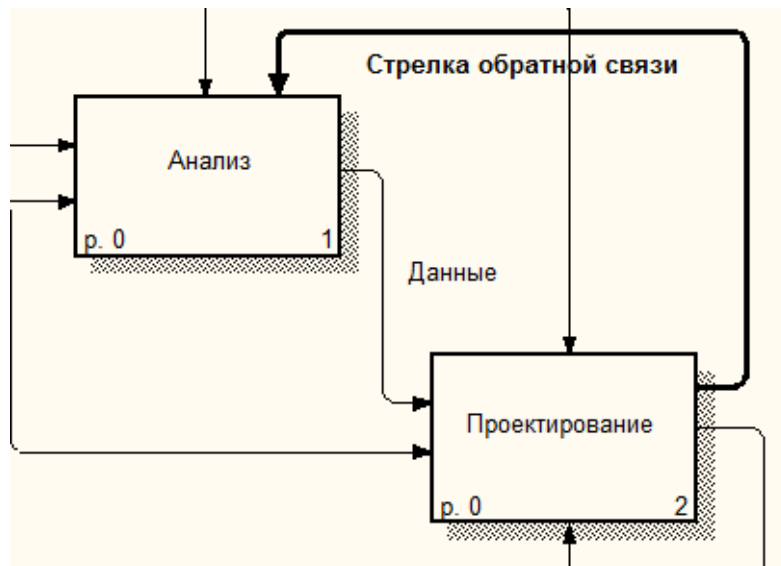 Стрелка обратной связи
Анализ
р. 0
1
Данные
Проектирование
р. 0
2